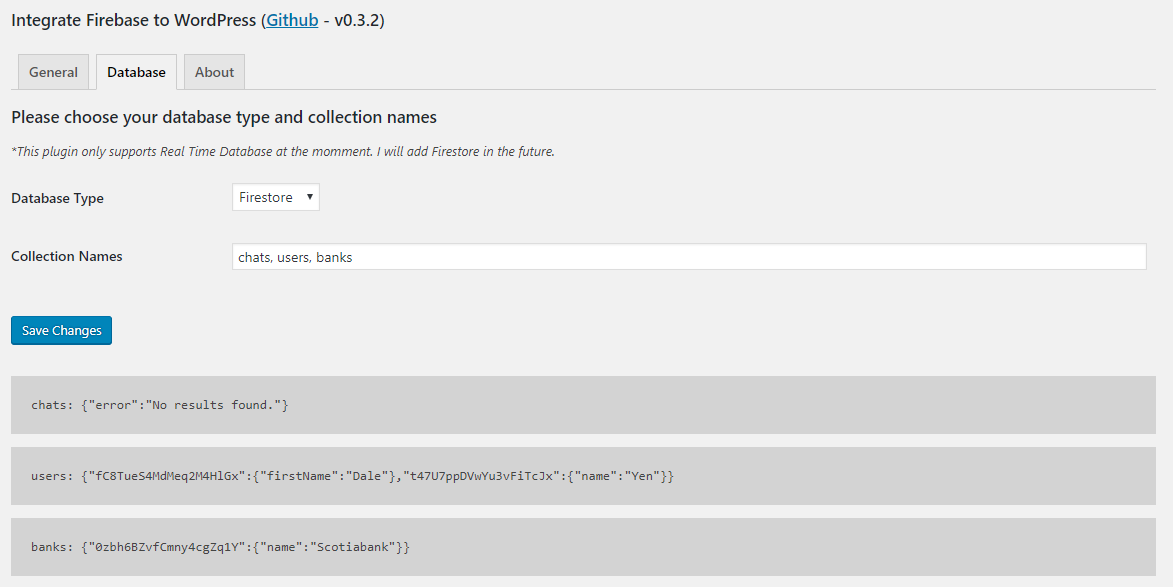 Integrate Firebase to WordPress (Github - v0.3.2)
General Database About
Please choose your database type and collection names
*This plugin only supports Real Time Database at the momment. I will add Firestore in the future.
Database Type Firestore
Collection Names chats, users, banks
Save Changes
chats: {"error":"No results found."}
users: {"fC8TueS4MdMeq2M4HlGx":{"firstName":"Dale"},"t47U7ppDVwYu3vFiTcJx":{"name":"Yen"}}
banks: {"0zbh6BZvfCmny4cgZq1Y":{"name":"Scotiabank"}}